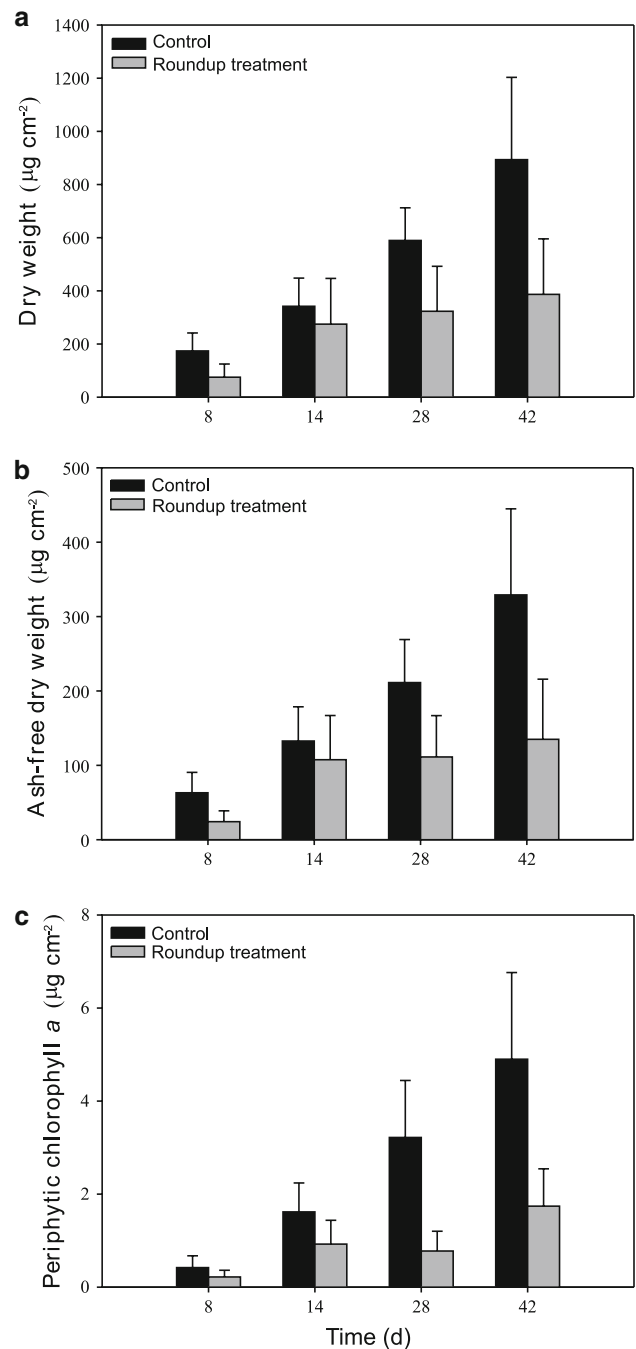 a
1400
1200
1000
800
600
400
200
0
Dry weight (μg cm⁻²)
Control
Roundup treatment
8 14 28 42
b
500
400
300
200
100
0
Ash-free dry weight (μg cm⁻²)
Control
Roundup treatment
8 14 28 42
c
8
6
4
2
0
Periphytic chlorophyll a (μg cm⁻²)
Control
Roundup treatment
8 14 28 42
Time (d)